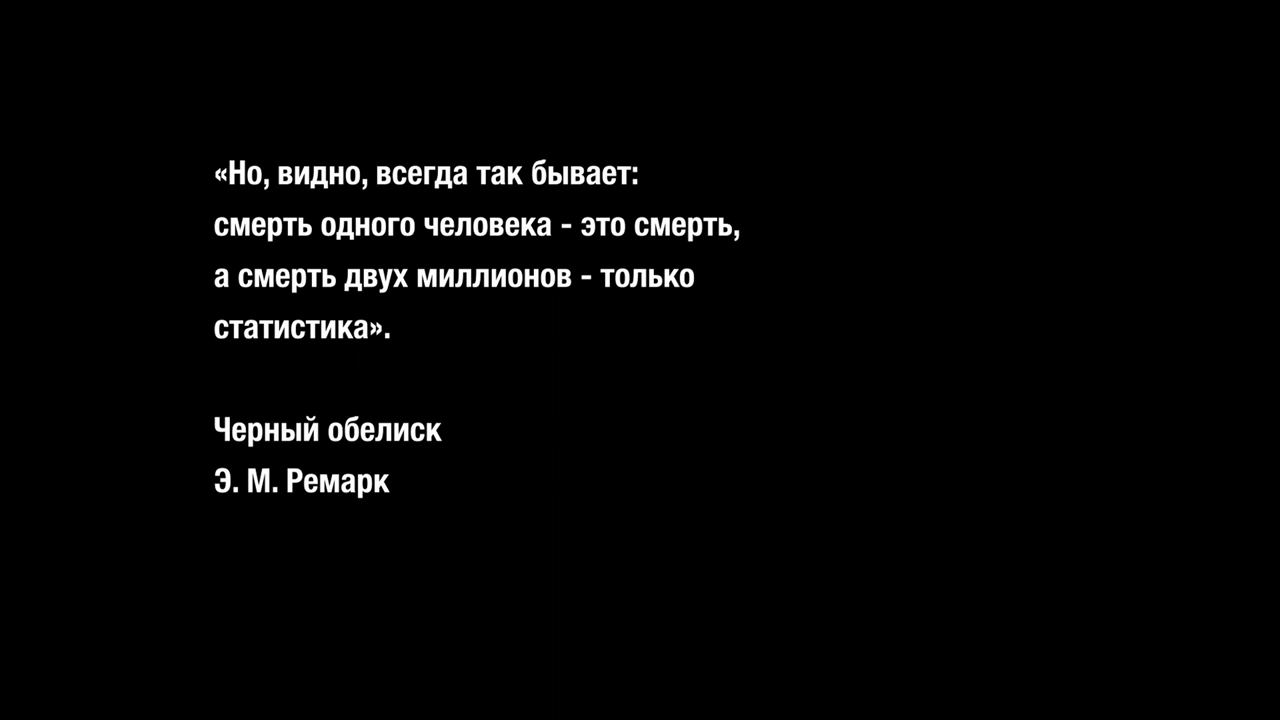 «Но, видно, всегда так бывает:
смерть одного человека - это смерть,
а смерть двух миллионов - только
статистика».
Черный обелиск
Э. М. Ремарк